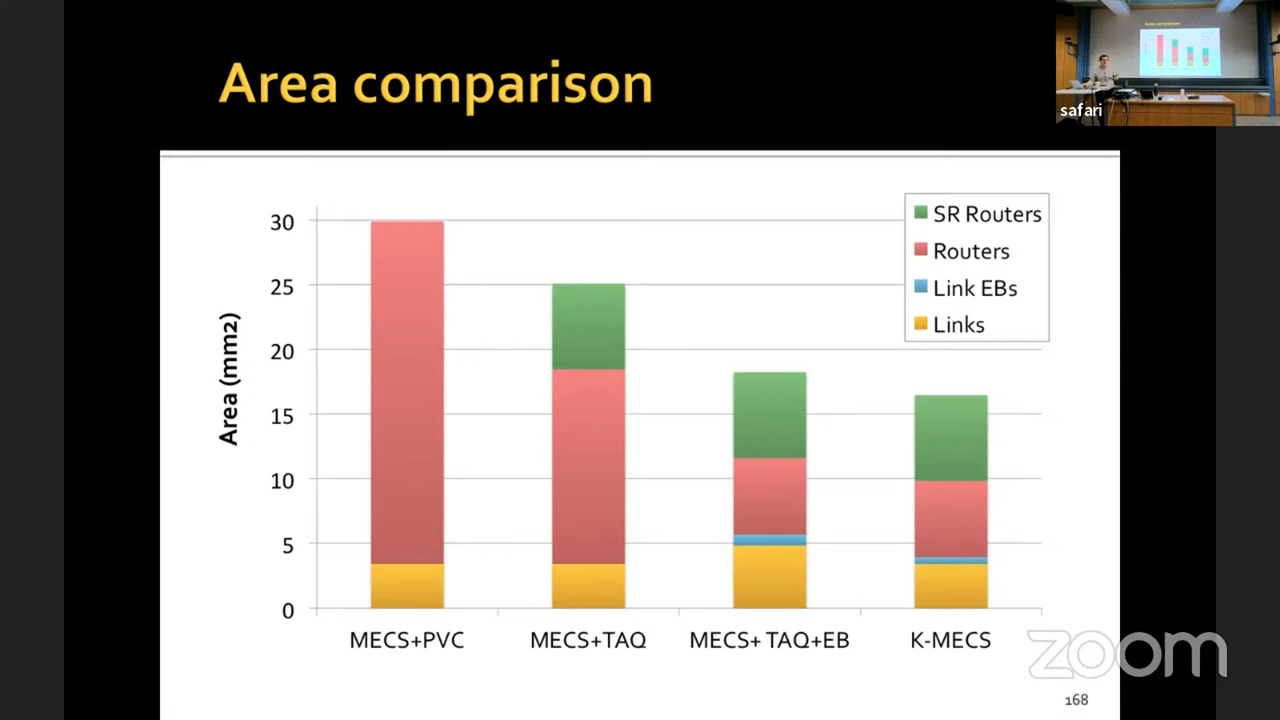 Area comparison
safari
SR Routers
Routers
Link EBs
Links
Area (mm2)
30
25
20
15
10
5
0
MECS+PVC
MECS+TAQ
MECS+ TAQ+EB
K-MECS
zoom
168